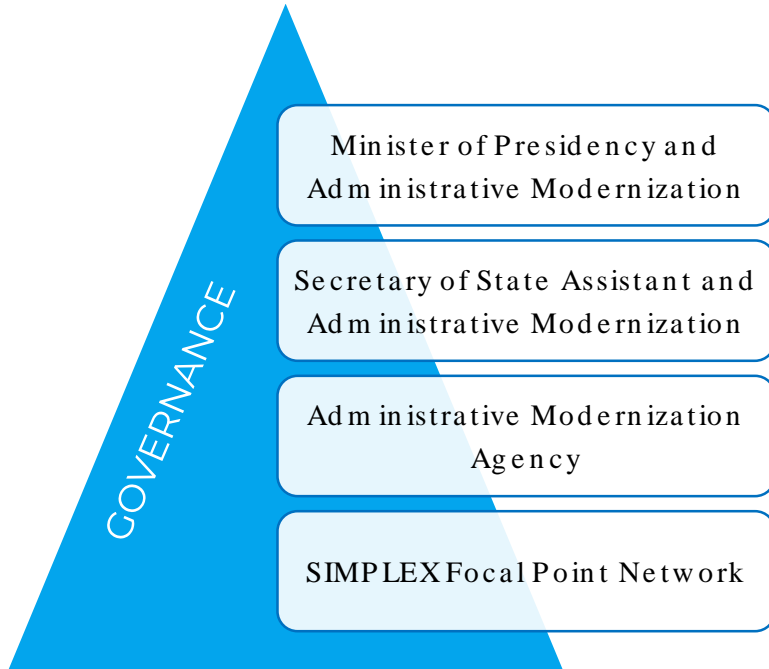 GOVERNANCE
Minister of Presidency and
Administrative Modernization
Secretary of State Assistant and
Administrative Modernization
Administrative Modernization
Agency
SIMPLEX Focal Point Network